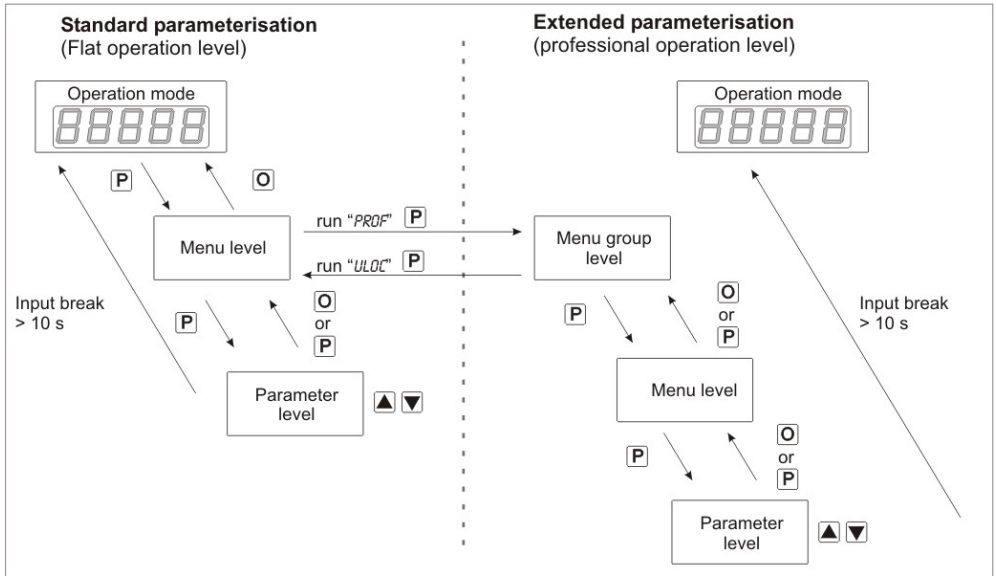 Standard parameterisation
(Flat operation level)
Operation mode
88888
P
O
Menu level
run "PROF" P
run "ULOC" P
Input break
> 10 s
P
O
or
P
Parameter
level
Extended parameterisation
(professional operation level)
Operation mode
88888
Menu group
level
P
O
or
P
Input break
> 10 s
Menu level
P
O
or
P
Parameter
level